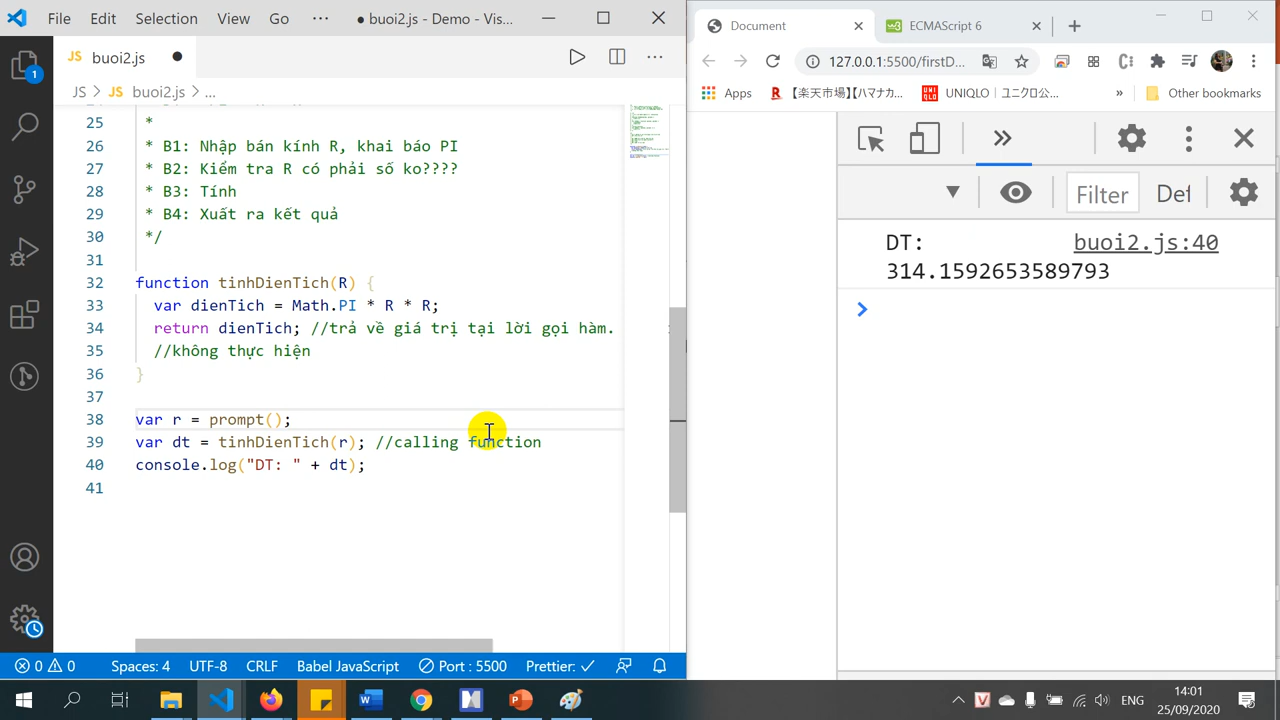 File Edit Selection View Go ··· ● buoi2.js - Demo - Vis...
JS buoi2.js ●
JS > JS buoi2.js > ...
25 *
26 * B1: Nhập bán kính R, khai báo PI
27 * B2: Kiểm tra R có phải số ko????
28 * B3: Tính
29 * B4: Xuất ra kết quả
30 */
31
32 function tinhDienTich(R) {
33 var dienTich = Math.PI * R * R;
34 return dienTich; //trả về giá trị tại lời gọi hàm.
35 //không thực hiện
36 }
37
38 var r = prompt();
39 var dt = tinhDienTich(r); //calling function
40 console.log("DT: " + dt);
41
1
0 0 Spaces: 4 UTF-8 CRLF Babel JavaScript Port : 5500 Prettier: ✓
Document ECMAScript 6
127.0.0.1:5500/firstD...
Apps 【楽天市場】【ハマナカ... UNIQLO | ユニクロ公... » Other bookmarks
Filter Def
DT: buoi2.js:40
314.1592653589793
ENG 14:01
25/09/2020